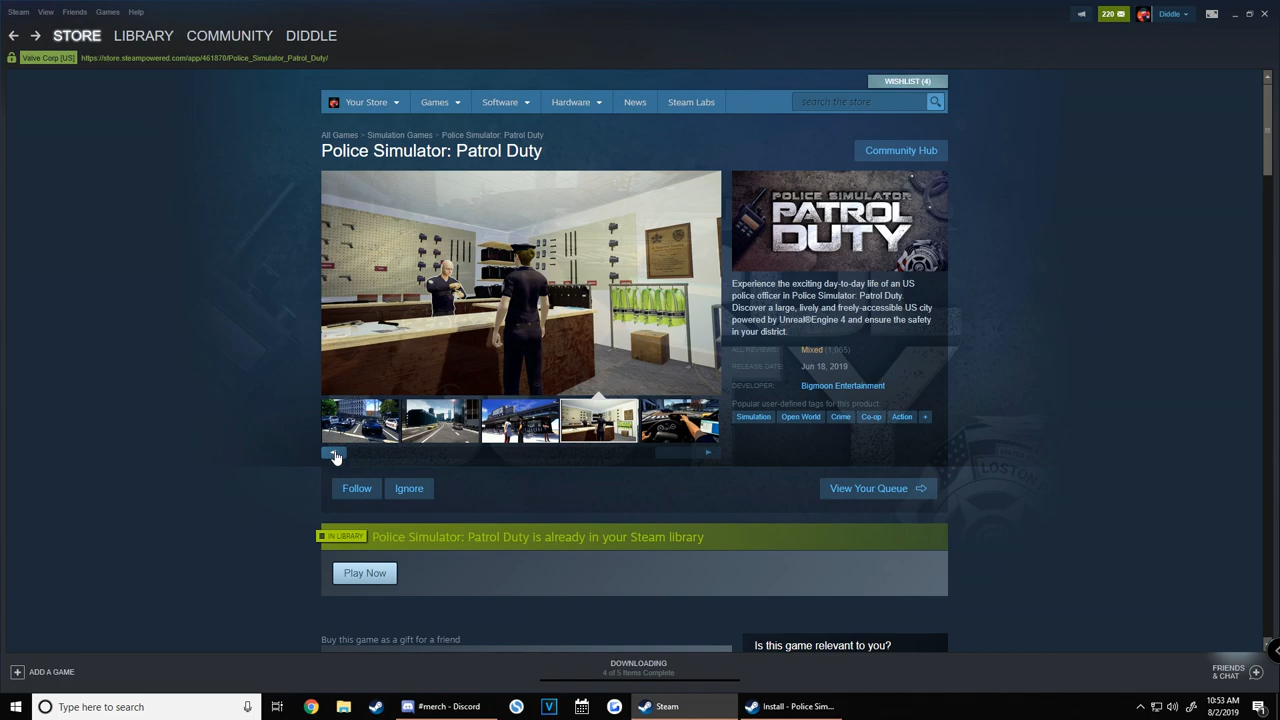 Steam View Friends Games Help
220
Diddle
STORE LIBRARY COMMUNITY DIDDLE
Valve Corp [US] https://store.steampowered.com/app/461870/Police_Simulator_Patrol_Duty/
WISHLIST (4)
Your Store Games Software Hardware News Steam Labs
search the store
All Games > Simulation Games > Police Simulator: Patrol Duty
Police Simulator: Patrol Duty
Community Hub
POLICE SIMULATOR
PATROL
DUTY
Experience the exciting day-to-day life of an US
police officer in Police Simulator: Patrol Duty.
Discover a large, lively and freely-accessible US city
powered by Unreal®Engine 4 and ensure the safety
in your district.
ALL REVIEWS: Mixed (1,065)
RELEASE DATE: Jun 18, 2019
DEVELOPER: Bigmoon Entertainment
Popular user-defined tags for this product:
Simulation Open World Crime Co-op Action +
Follow Ignore
View Your Queue
IN LIBRARY Police Simulator: Patrol Duty is already in your Steam library
Play Now
Buy this game as a gift for a friend
Is this game relevant to you?
ADD A GAME
DOWNLOADING
4 of 5 Items Complete
FRIENDS
& CHAT
Type here to search
#merch - Discord
Steam
Install - Police Sim...
10:53 AM
8/2/2019